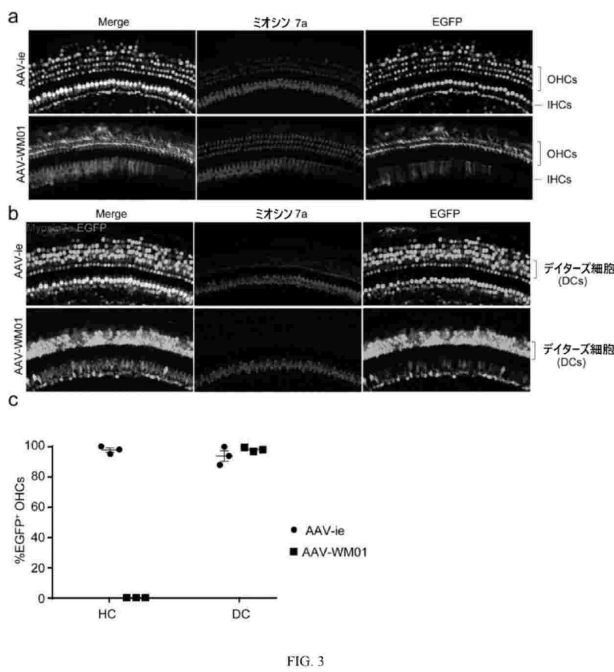 a
Merge
ミオシン 7a
EGFP
AAV-ie
OHCs
IHCs
AAV-WM01
OHCs
IHCs
b
Merge
ミオシン 7a
EGFP
EGFP
AAV-ie
デイターズ細胞
(DCs)
AAV-WM01
デイターズ細胞
(DCs)
c
%EGFP⁺ OHCs
100
80
60
40
20
0
HC
DC
AAV-ie
AAV-WM01
FIG. 3